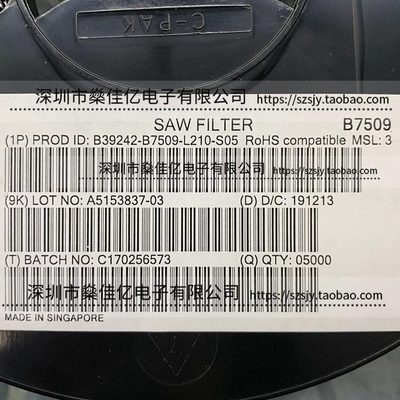 C-PAK
深圳市燊佳亿电子有限公司 https://szsjy.taobao.com
SAW FILTER B7509
(1P) PROD ID: B39242-B7509-L210-S05 RoHS compatible MSL: 3
深圳市燊佳亿电子有限公司 https://szsjy.taobao.com
(9K) LOT NO: A5153837-03 (D) D/C: 191213
(T) BATCH NO: C170256573 (Q) QTY: 05000
深圳市燊佳亿电子有限公司 https://szsjy.taobao.com
MADE IN SINGAPORE